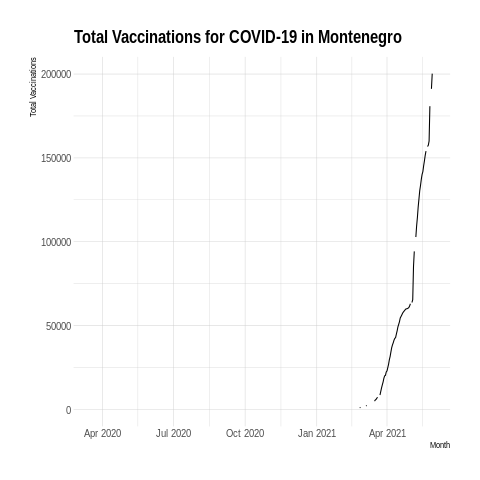 Total Vaccinations for COVID-19 in Montenegro
Total Vaccinations
200000
150000
100000
50000
0
Apr 2020 Jul 2020 Oct 2020 Jan 2021 Apr 2021
Month